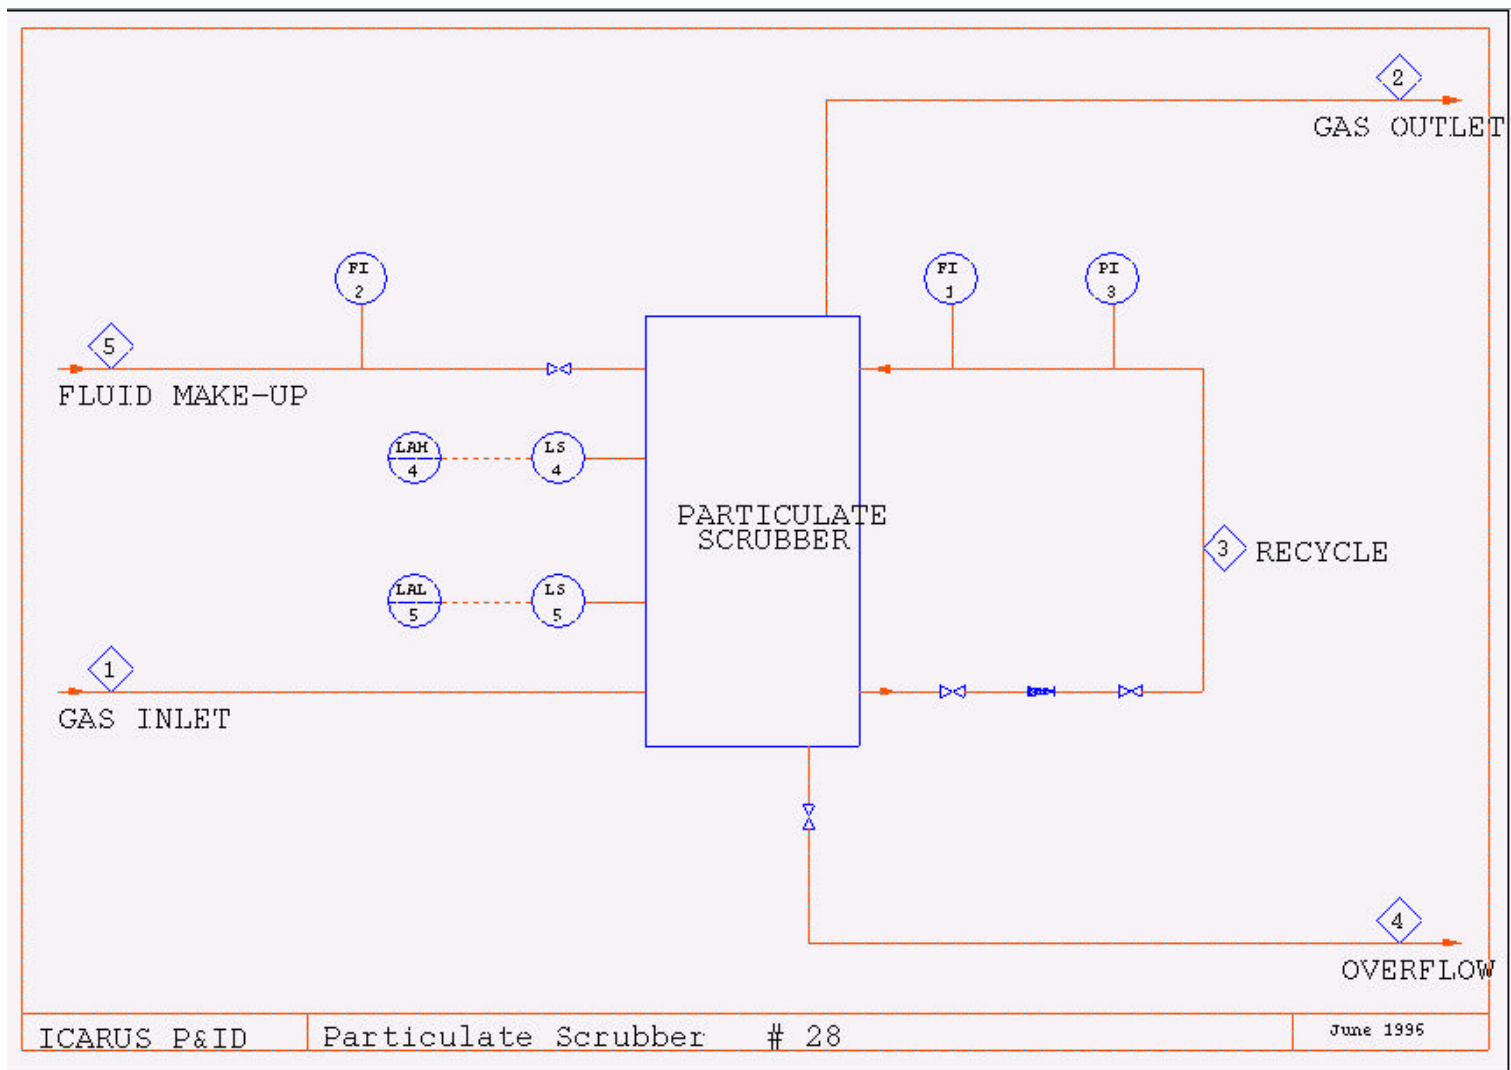 2
GAS OUTLET
FI
2
FI
1
PI
3
5
FLUID MAKE-UP
LAH
4
LS
4
PARTICULATE
SCRUBBER
3
RECYCLE
LAL
5
LS
5
1
GAS INLET
4
OVERFLOW
ICARUS P&ID
Particulate Scrubber # 28
June 1996